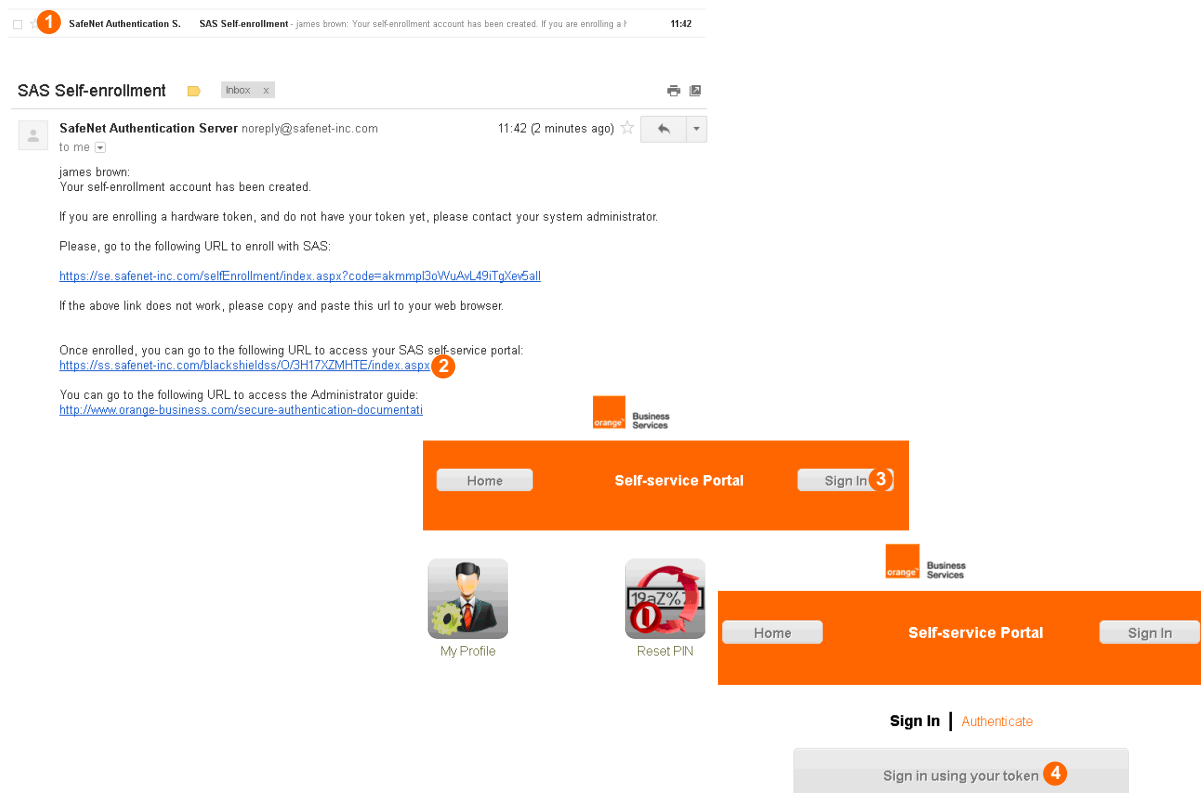 1 SafeNet Authentication S. SAS Self-enrollment - james brown: Your self-enrollment account has been created. If you are enrolling a h 11:42
SAS Self-enrollment Inbox x
SafeNet Authentication Server noreply@safenet-inc.com 11:42 (2 minutes ago)
to me
james brown:
Your self-enrollment account has been created.
If you are enrolling a hardware token, and do not have your token yet, please contact your system administrator.
Please, go to the following URL to enroll with SAS:
https://se.safenet-inc.com/selfEnrollment/index.aspx?code=akmmpI3oWuAvL49iTgXev5aII
If the above link does not work, please copy and paste this url to your web browser.
Once enrolled, you can go to the following URL to access your SAS self-service portal:
https://ss.safenet-inc.com/blackshieldss/O/3H17XZMHTE/index.aspx 2
You can go to the following URL to access the Administrator guide:
http://www.orange-business.com/secure-authentication-documentati
orange Business
Services
Home Self-service Portal Sign In 3
19aZ%
My Profile Reset PIN
orange Business
Services
Home Self-service Portal Sign In
Sign In | Authenticate
Sign in using your token 4